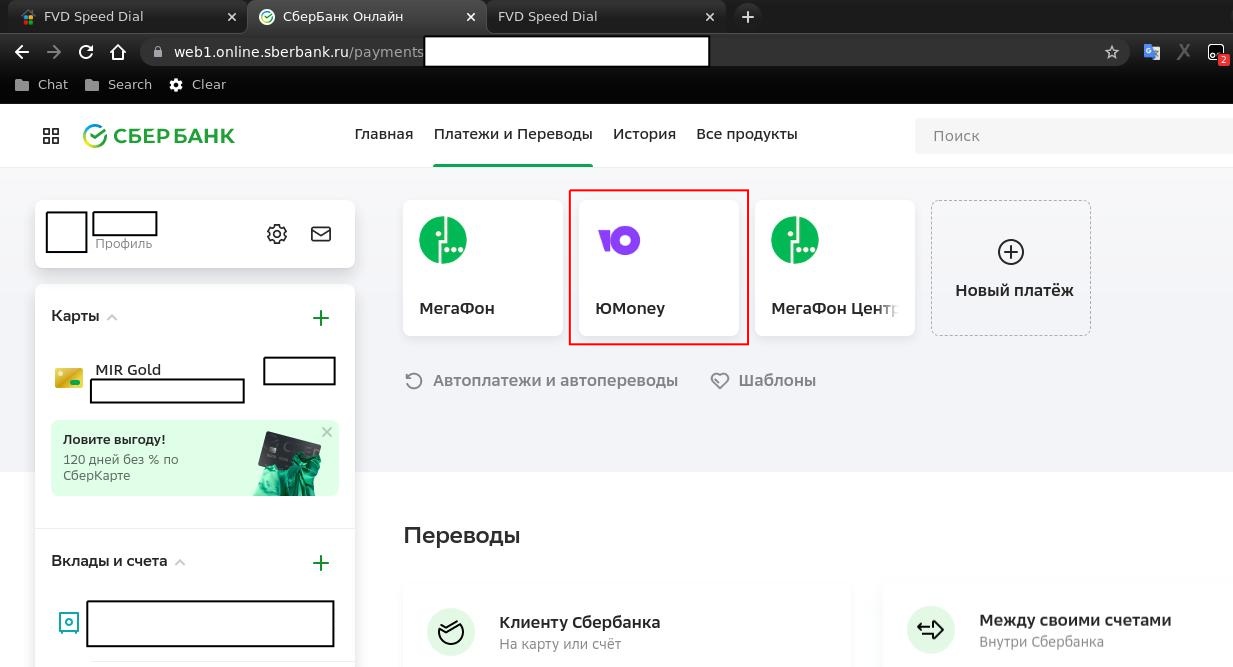 FVD Speed Dial
СберБанк Онлайн
FVD Speed Dial
web1.online.sberbank.ru/payments
2
Chat
Search
Clear
СБЕР БАНК
Главная
Платежи и Переводы
История
Все продукты
Поиск
Профиль
МегаФон
ЮMoney
МегаФон Центр
Новый платёж
Карты
MIR Gold
Автоплатежи и автопереводы
Шаблоны
Ловите выгоду!
120 дней без % по
СберКарте
Переводы
Вклады и счета
Клиенту Сбербанка
На карту или счёт
Между своими счетами
Внутри Сбербанка